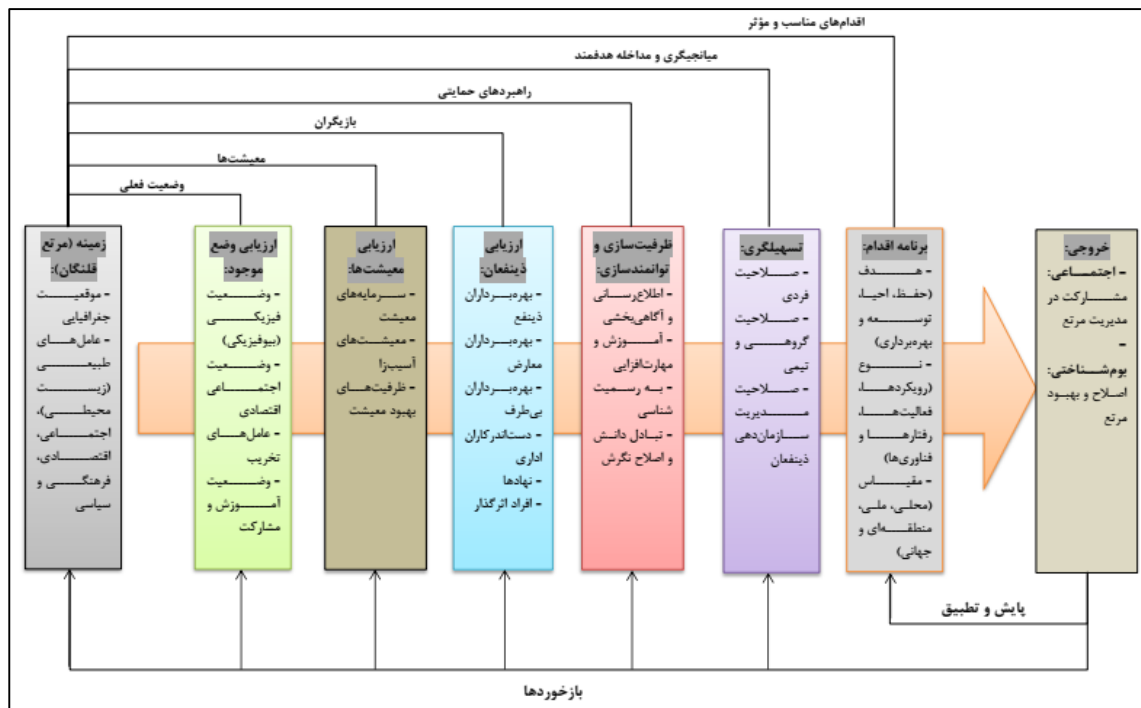 اقدام‌های مناسب و مؤثر
میانجیگری و مداخله هدفمند
راهبردهای حمایتی
بازیگران
معیشت‌ها
وضعیت فعلی
زمینه (مرتع
قلنگان):
- موقعیت
جغرافیایی
- عامل‌های
طبیعی
(زیست
محیطی)،
اجتماعی،
اقتصادی،
فرهنگی و
سیاسی
ارزیابی وضع
موجود:
- وضعیت
فیزیکی
(بیوفیزیکی)
- وضعیت
اجتماعی
اقتصادی
- عامل‌های
تخریب
- وضعیت
آموزش و
مشارکت
ارزیابی
معیشت‌ها:
- سرمایه‌های
معیشت
- معیشت‌های
آسیب‌زا
- ظرفیت‌های
بهبود معیشت
ارزیابی
ذینفعان:
- بهره‌برداران
ذینفع
- بهره‌برداران
معارض
- بهره‌برداران
بی‌طرف
- دست‌اندرکاران
اداری
- نهادها
- افراد اثرگذار
ظرفیت‌سازی و
توانمندسازی:
- اطلاع‌رسانی
و آگاهی‌بخشی
- آموزش و
مهارت‌افزایی
- به رسمیت
شناسی
- تبادل دانش
و اصلاح نگرش
تسهیلگری:
- صلاحیت
فردی
- صلاحیت
گروهی و
تیمی
- صلاحیت
مدیریت
سازمان‌دهی
ذینفعان
برنامه اقدام:
- هدف
(حفظ، احیا،
توسعه و
بهره‌برداری)
- نوع
(رویکردها،
فعالیت‌ها،
رفتارها و
فناوری‌ها)
- مقیاس
(محلی، ملی،
منطقه‌ای و
جهانی)
خروجی:
- اجتماعی:
مشارکت در
مدیریت مرتع
-
بوم‌شناختی:
اصلاح و بهبود
مرتع
پایش و تطبیق
بازخوردها